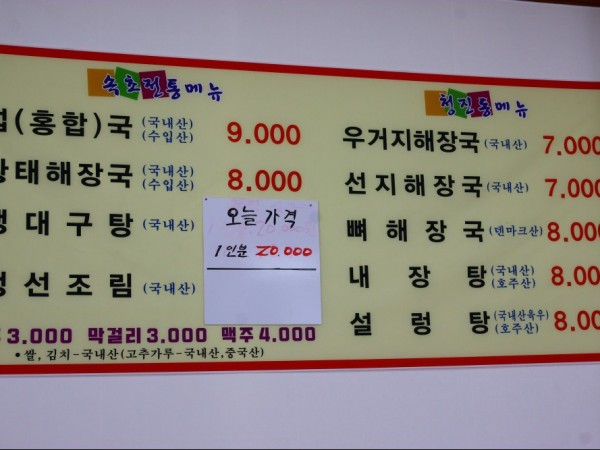 속초전통메뉴
(홍합)국 (국내산) (수입산) 9.000
태해장국 (국내산) (수입산) 8.000
대구탕 (국내산)
선조림 (국내산)
오늘 가격
1인분 20.000
3.000 막걸리 3.000 맥주 4.000
• 쌀, 김치-국내산(고추가루-국내산,중국산)
청진동메뉴
우거지해장국 (국내산) 7.000
선지해장국 (국내산) 7.000
뼈해장국 (덴마크산) 8.000
내장탕 (국내산) (호주산) 8.00
설렁탕 (국내산육우) (호주산) 8.00